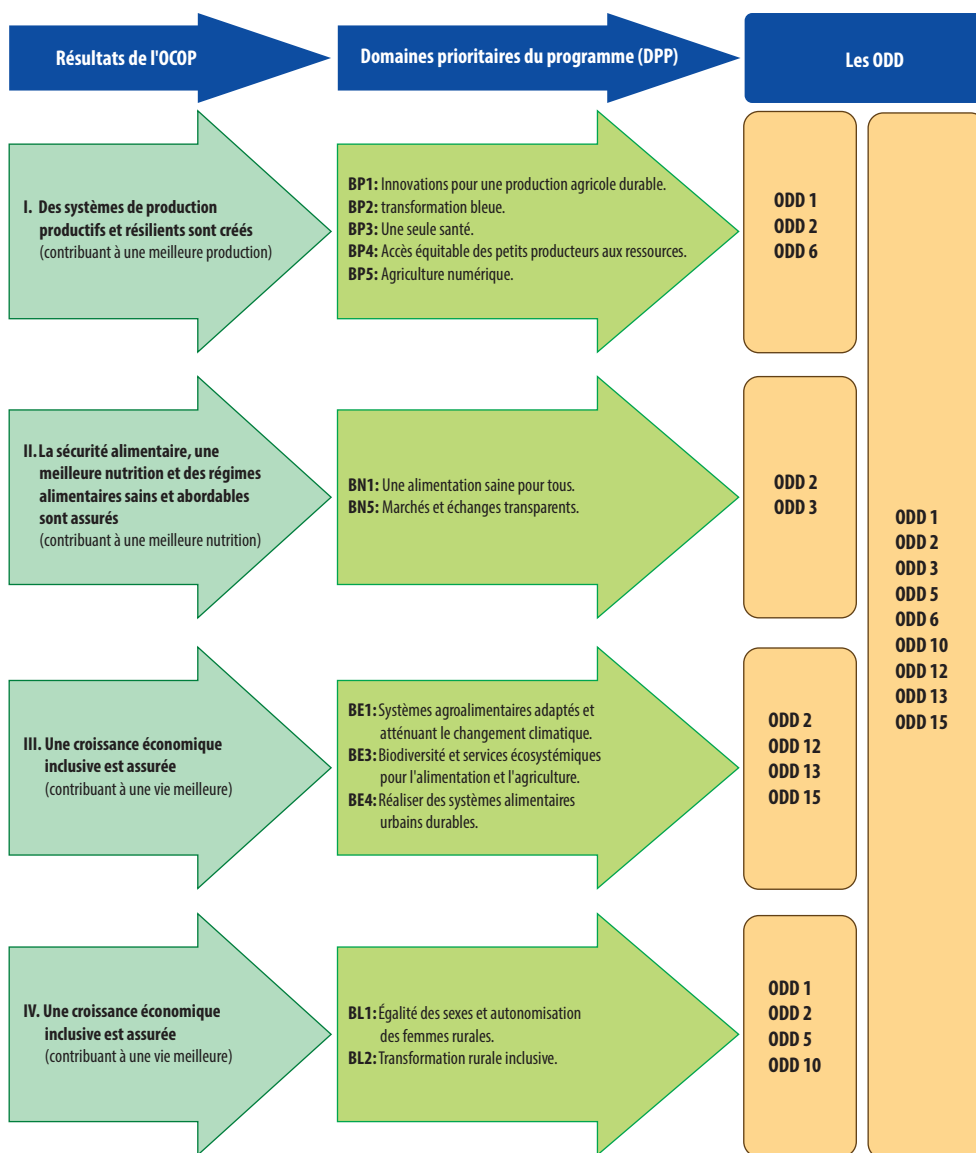 Résultats de l'OCOP
Domaines prioritaires du programme (DPP)
Les ODD
I. Des systèmes de production
productifs et résilients sont créés
(contribuant à une meilleure production)
BP1: Innovations pour une production agricole durable.
BP2: transformation bleue.
BP3: Une seule santé.
BP4: Accès équitable des petits producteurs aux ressources.
BP5: Agriculture numérique.
ODD 1
ODD 2
ODD 6
II. La sécurité alimentaire, une
meilleure nutrition et des régimes
alimentaires sains et abordables
sont assurés
(contribuant à une meilleure nutrition)
BN1: Une alimentation saine pour tous.
BN5: Marchés et échanges transparents.
ODD 2
ODD 3
III. Une croissance économique
inclusive est assurée
(contribuant à une vie meilleure)
BE1: Systèmes agroalimentaires adaptés et
atténuant le changement climatique.
BE3: Biodiversité et services écosystémiques
pour l'alimentation et l'agriculture.
BE4: Réaliser des systèmes alimentaires
urbains durables.
ODD 2
ODD 12
ODD 13
ODD 15
IV. Une croissance économique
inclusive est assurée
(contribuant à une vie meilleure)
BL1: Égalité des sexes et autonomisation
des femmes rurales.
BL2: Transformation rurale inclusive.
ODD 1
ODD 2
ODD 5
ODD 10
ODD 1
ODD 2
ODD 3
ODD 5
ODD 6
ODD 10
ODD 12
ODD 13
ODD 15